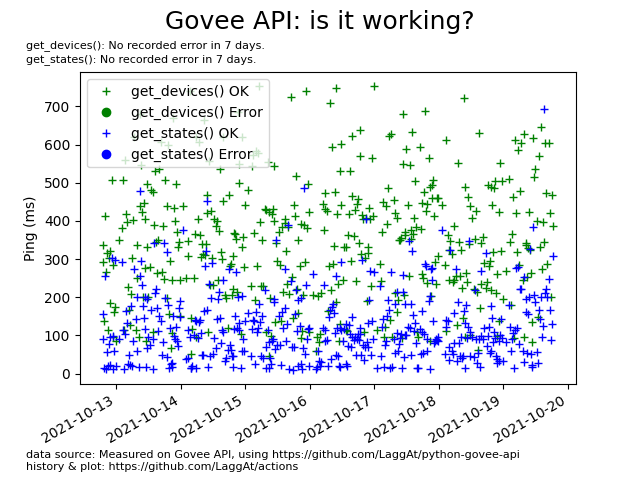 Govee API: is it working?
get_devices(): No recorded error in 7 days.
get_states(): No recorded error in 7 days.
get_devices() OK
get_devices() Error
get_states() OK
get_states() Error
Ping (ms)
700
600
500
400
300
200
100
0
2021-10-13
2021-10-14
2021-10-15
2021-10-16
2021-10-17
2021-10-18
2021-10-19
2021-10-20
data source: Measured on Govee API, using https://github.com/LaggAt/python-govee-api
history & plot: https://github.com/LaggAt/actions